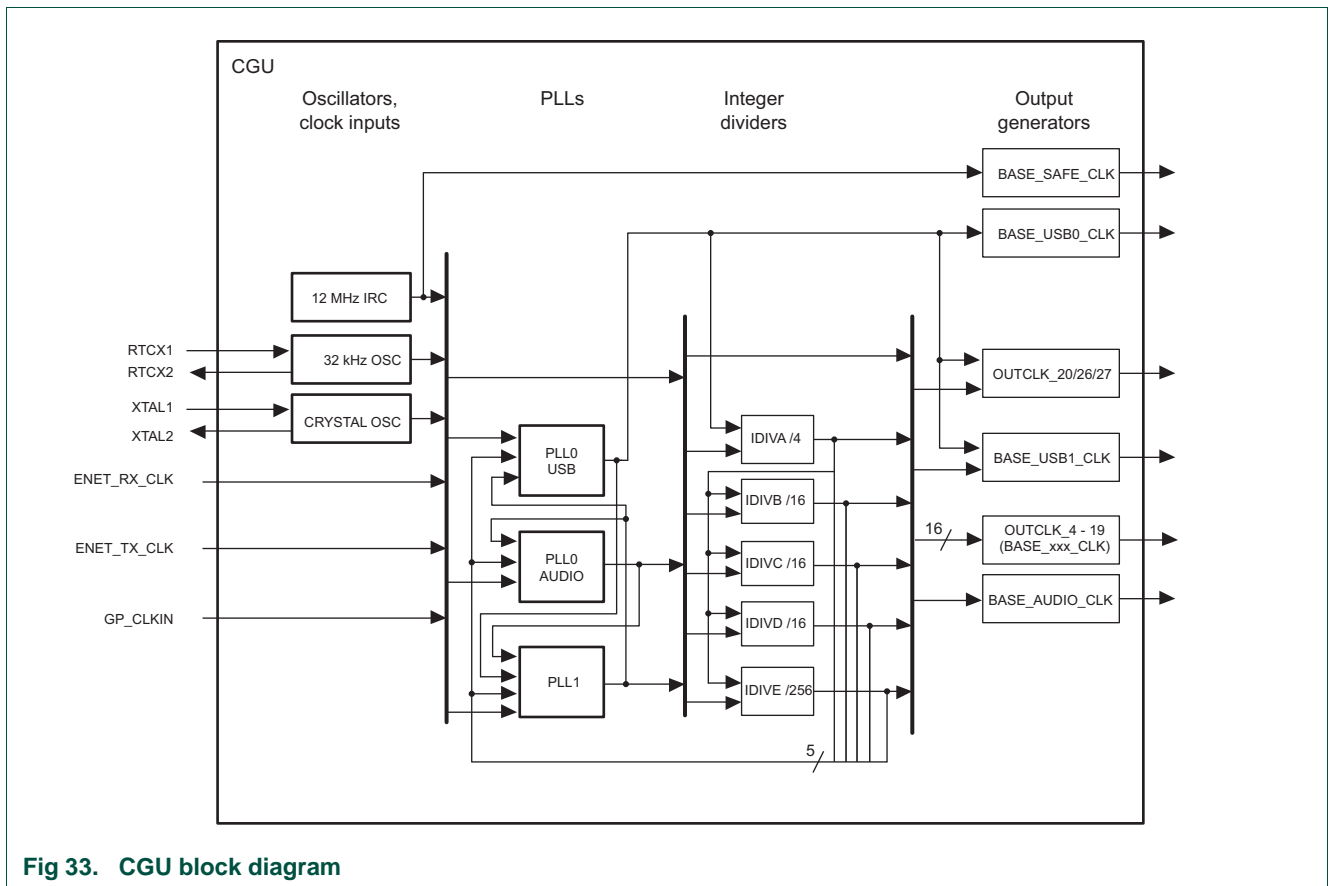 CGU
Oscillators,
clock inputs
PLLs
Integer
dividers
Output
generators
BASE_SAFE_CLK
BASE_USB0_CLK
12 MHz IRC
RTCX1
RTCX2
32 kHz OSC
OUTCLK_20/26/27
XTAL1
XTAL2
CRYSTAL OSC
PLL0
USB
IDIVA /4
BASE_USB1_CLK
ENET_RX_CLK
IDIVB /16
16
OUTCLK_4 - 19
(BASE_xxx_CLK)
ENET_TX_CLK
PLL0
AUDIO
IDIVC /16
BASE_AUDIO_CLK
GP_CLKIN
IDIVD /16
PLL1
IDIVE /256
5
Fig 33. CGU block diagram